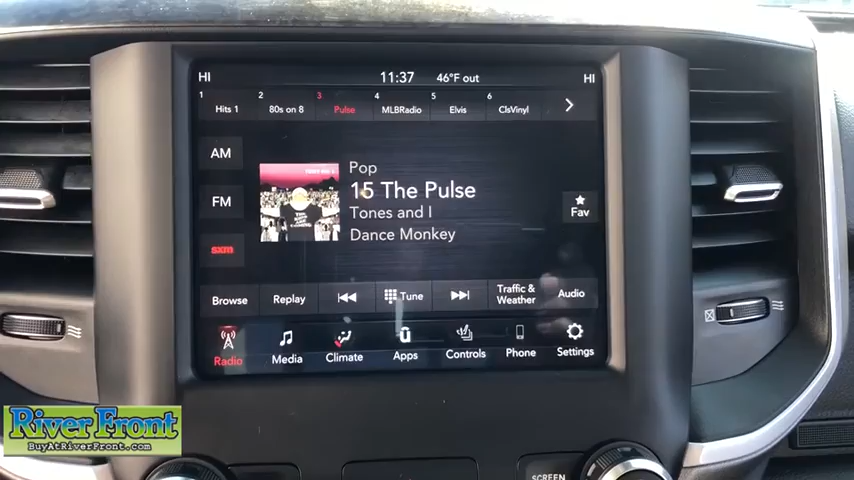 HI 11:37 46°F out HI
1 Hits 1 2 80s on 8 3 Pulse 4 MLBRadio 5 Elvis 6 ClsVinyl
AM
FM
sxm
Pop
15 The Pulse
Tones and I
Dance Monkey
Fav
Browse Replay Tune Traffic & Weather Audio
Radio Media Climate Apps Controls Phone Settings
River Front
BuyAtRiverFront.com
SCREEN